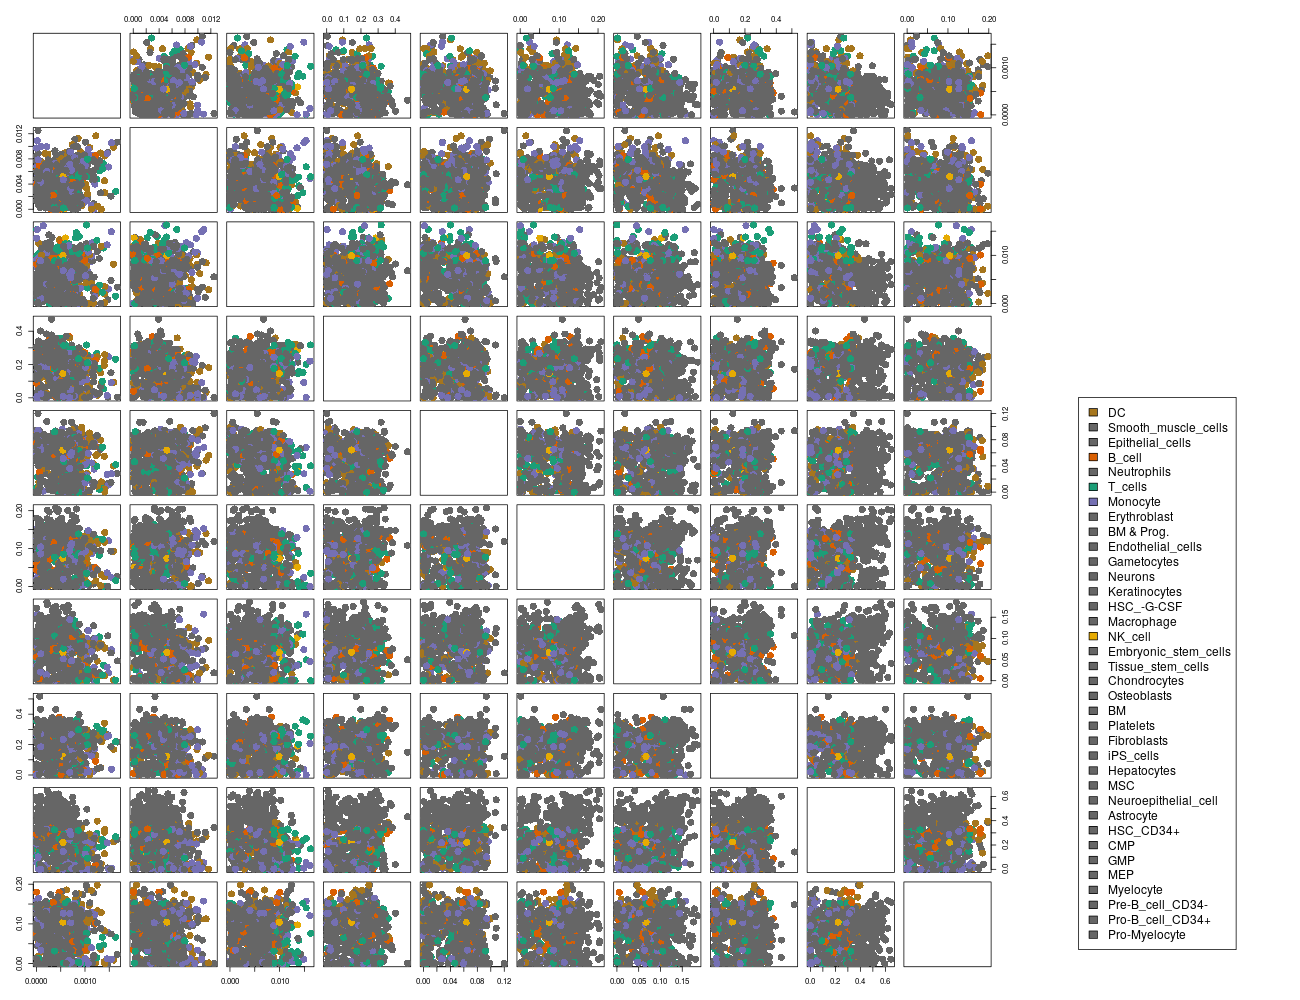 0.000 0.004 0.008 0.012 0.0 0.1 0.2 0.3 0.4 0.00 0.10 0.20 0.0 0.2 0.4 0.00 0.10 0.20
0.0000 0.0010
0.000 0.004 0.008 0.012
0.000 0.010
0.0 0.2 0.4
0.00 0.04 0.08 0.12
0.00 0.10 0.20
0.00 0.05 0.10 0.15
0.0 0.2 0.4
0.0 0.2 0.4 0.6
0.00 0.10 0.20
0.0000 0.0010 0.000 0.010 0.00 0.04 0.08 0.12 0.00 0.05 0.10 0.15 0.0 0.2 0.4 0.6
DC
Smooth_muscle_cells
Epithelial_cells
B_cell
Neutrophils
T_cells
Monocyte
Erythroblast
BM & Prog.
Endothelial_cells
Gametocytes
Neurons
Keratinocytes
HSC_-G-CSF
Macrophage
NK_cell
Embryonic_stem_cells
Tissue_stem_cells
Chondrocytes
Osteoblasts
BM
Platelets
Fibroblasts
iPS_cells
Hepatocytes
MSC
Neuroepithelial_cell
Astrocyte
HSC_CD34+
CMP
GMP
MEP
Myelocyte
Pre-B_cell_CD34-
Pro-B_cell_CD34+
Pro-Myelocyte